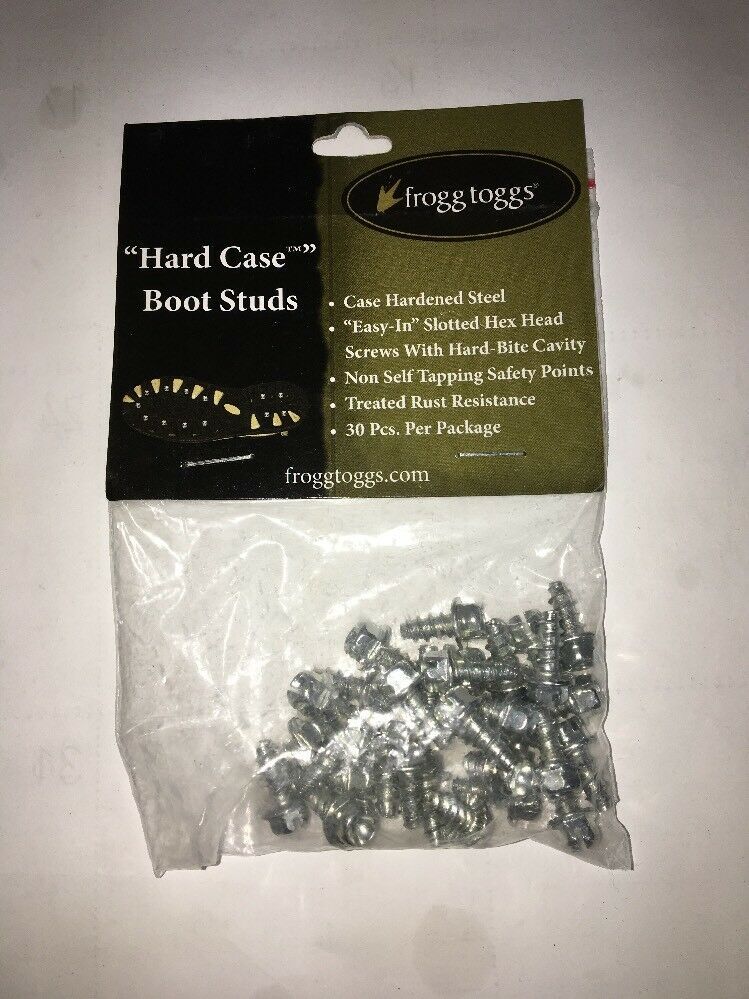 frogg toggs®
“Hard Case™”
Boot Studs
• Case Hardened Steel
• “Easy-In” Slotted Hex Head
Screws With Hard-Bite Cavity
• Non Self Tapping Safety Points
• Treated Rust Resistance
• 30 Pcs. Per Package
froggtoggs.com
31